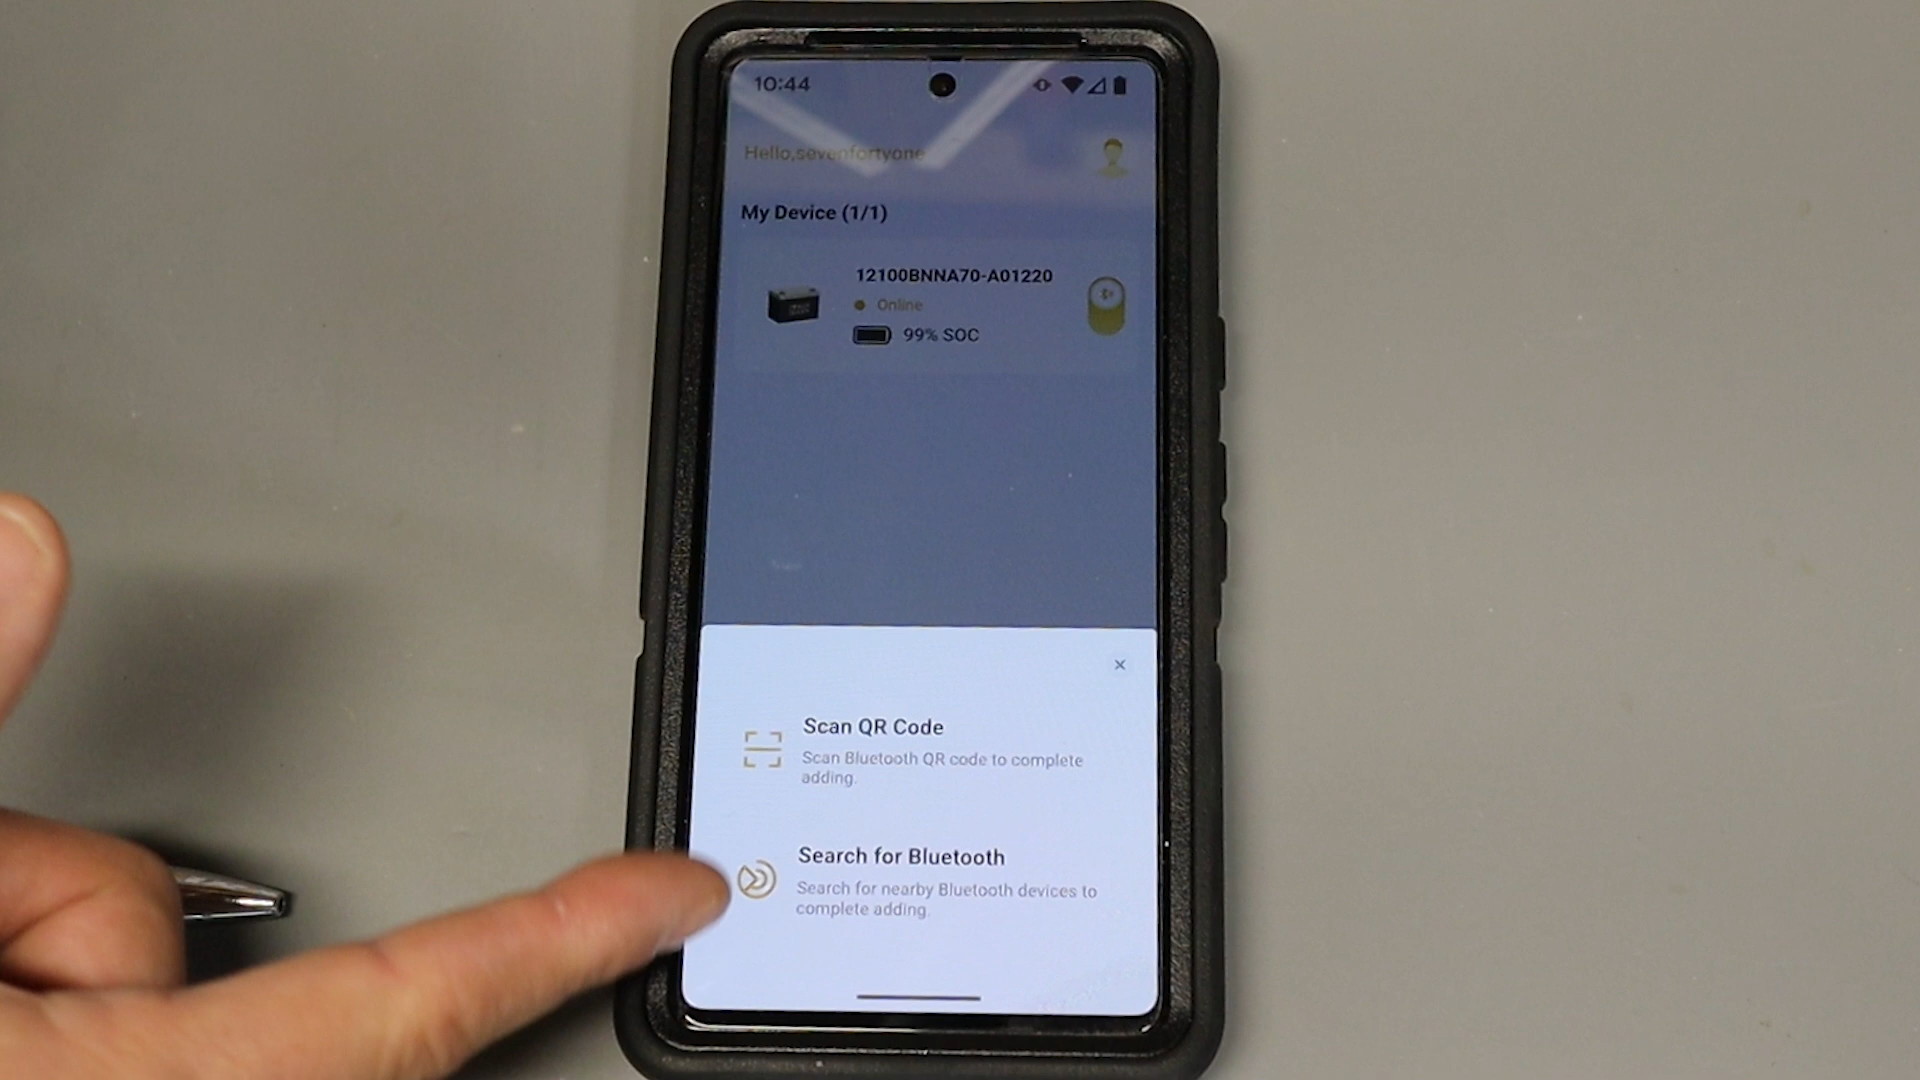 10:44
Hello,sevenfortyone
My Device (1/1)
12100BNNA70-A01220
Online
99% SOC
Scan QR Code
Scan Bluetooth QR code to complete
adding.
Search for Bluetooth
Search for nearby Bluetooth devices to
complete adding.